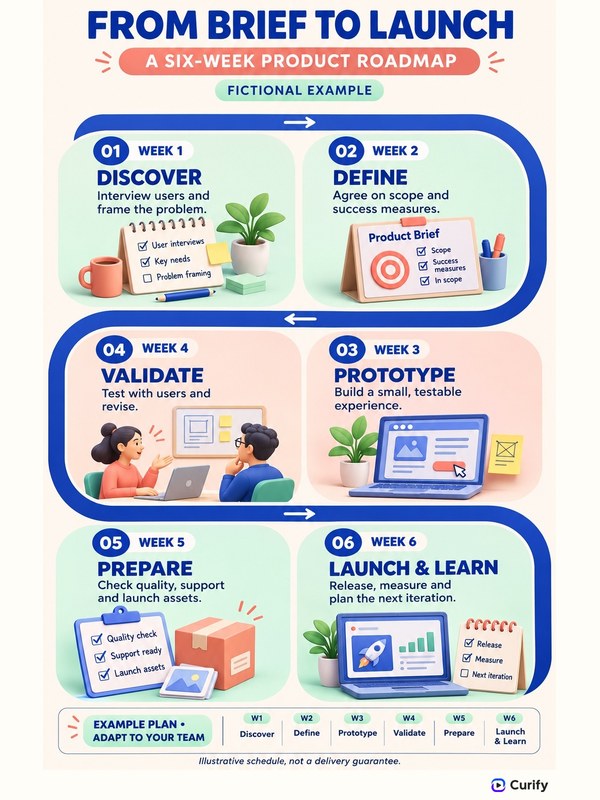 FROM BRIEF TO LAUNCH
A SIX-WEEK PRODUCT ROADMAP
FICTIONAL EXAMPLE
01 WEEK 1
DISCOVER
Interview users and
frame the problem.
User interviews
Key needs
Problem framing
02 WEEK 2
DEFINE
Agree on scope and
success measures.
Product Brief
Scope
Success
measures
In scope
03 WEEK 3
PROTOTYPE
Build a small, testable
experience.
04 WEEK 4
VALIDATE
Test with users and
revise.
05 WEEK 5
PREPARE
Check quality, support
and launch assets.
Quality check
Support ready
Launch assets
06 WEEK 6
LAUNCH & LEARN
Release, measure and
plan the next iteration.
Release
Measure
Next iteration
EXAMPLE PLAN •
ADAPT TO YOUR TEAM
W1
Discover
W2
Define
W3
Prototype
W4
Validate
W5
Prepare
W6
Launch
& Learn
Illustrative schedule, not a delivery guarantee.
Curify